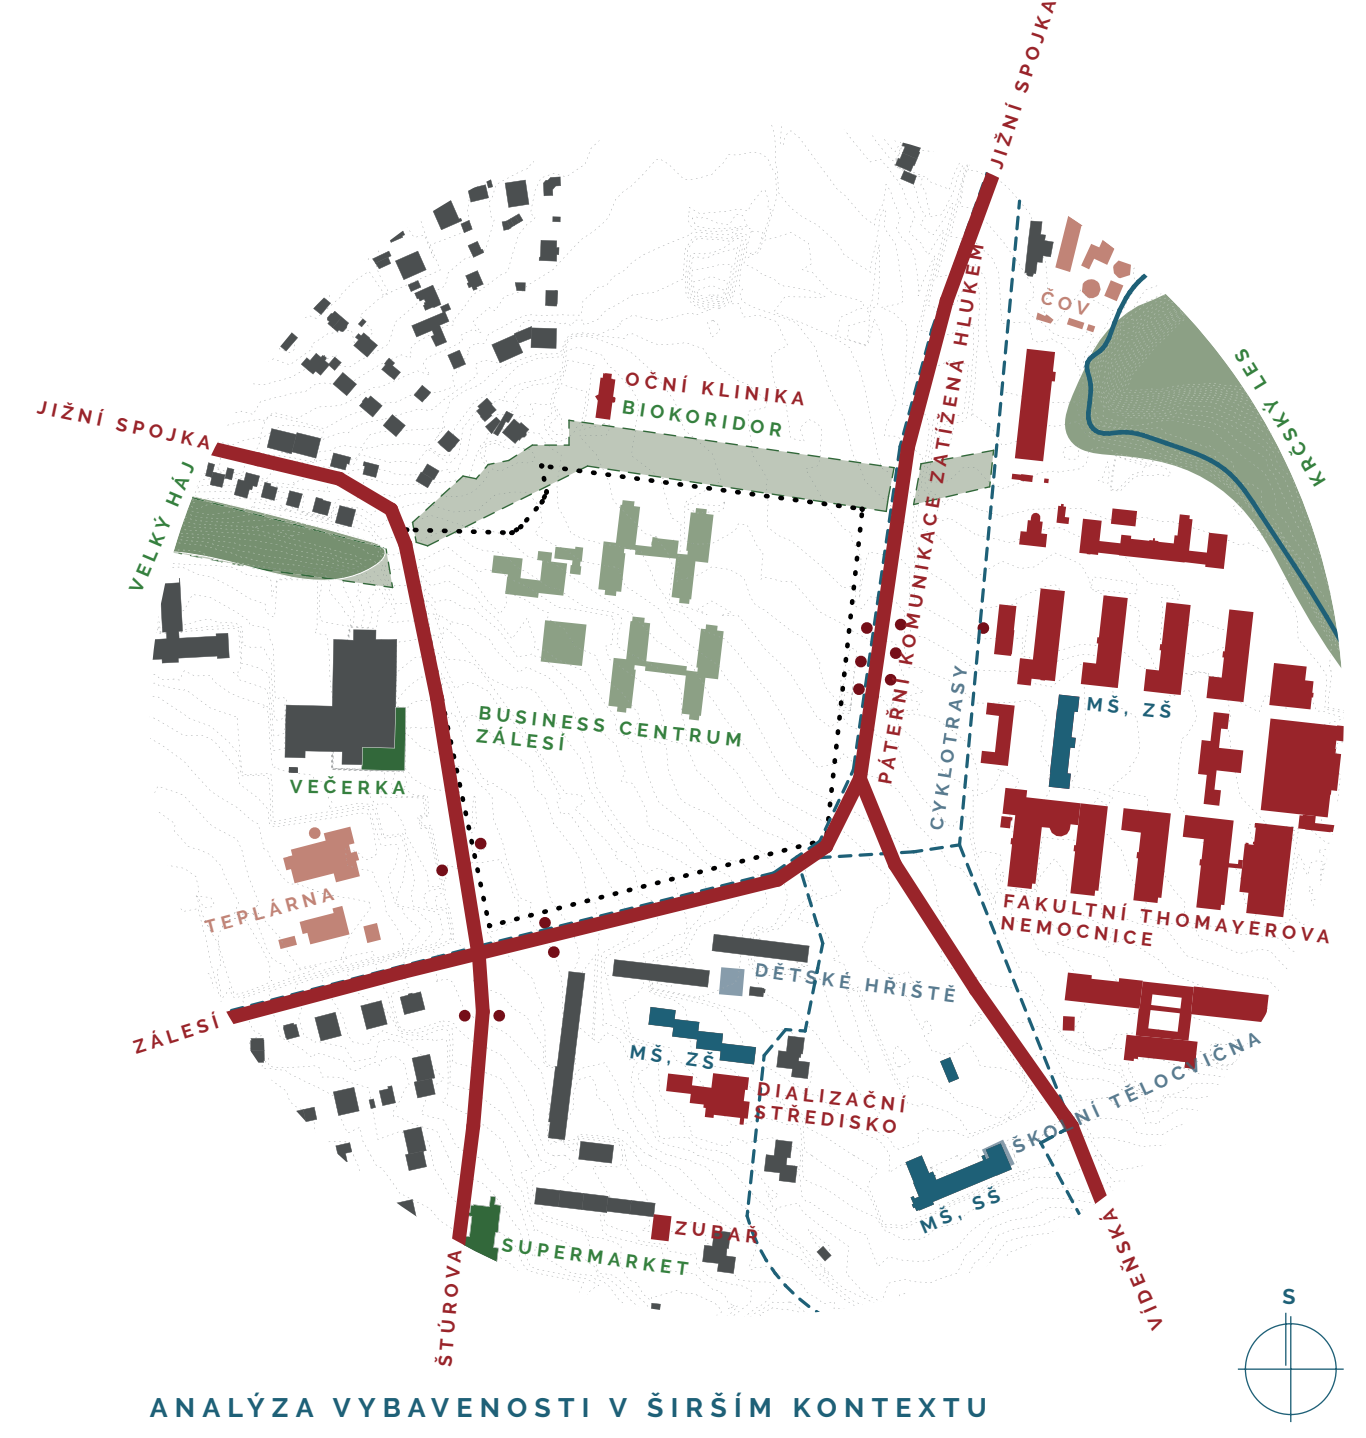 JIŽNÍ SPOJKA
PÁTEŘNÍ KOMUNIKACE ZATÍŽENÁ HLUKEM
ČOV
KRČSKÝ LES
OČNÍ KLINIKA
BIOKORIDOR
JIŽNÍ SPOJKA
VELKÝ HÁJ
BUSINESS CENTRUM
ZÁLESÍ
MŠ, ZŠ
CYKLOTRASY
VEČERKA
TEPLÁRNA
FAKULTNÍ THOMAYEROVA
NEMOCNICE
DĚTSKÉ HŘIŠTĚ
ZÁLESÍ
MŠ, ZŠ
DIALIZAČNÍ
STŘEDISKO
ŠKOLNÍ TĚLOCVIČNA
MŠ, SŠ
ZUBAŘ
SUPERMARKET
ŠTÚROVA
VÍDEŇSKÁ
S
ANALÝZA VYBAVENOSTI V ŠIRŠÍM KONTEXTU